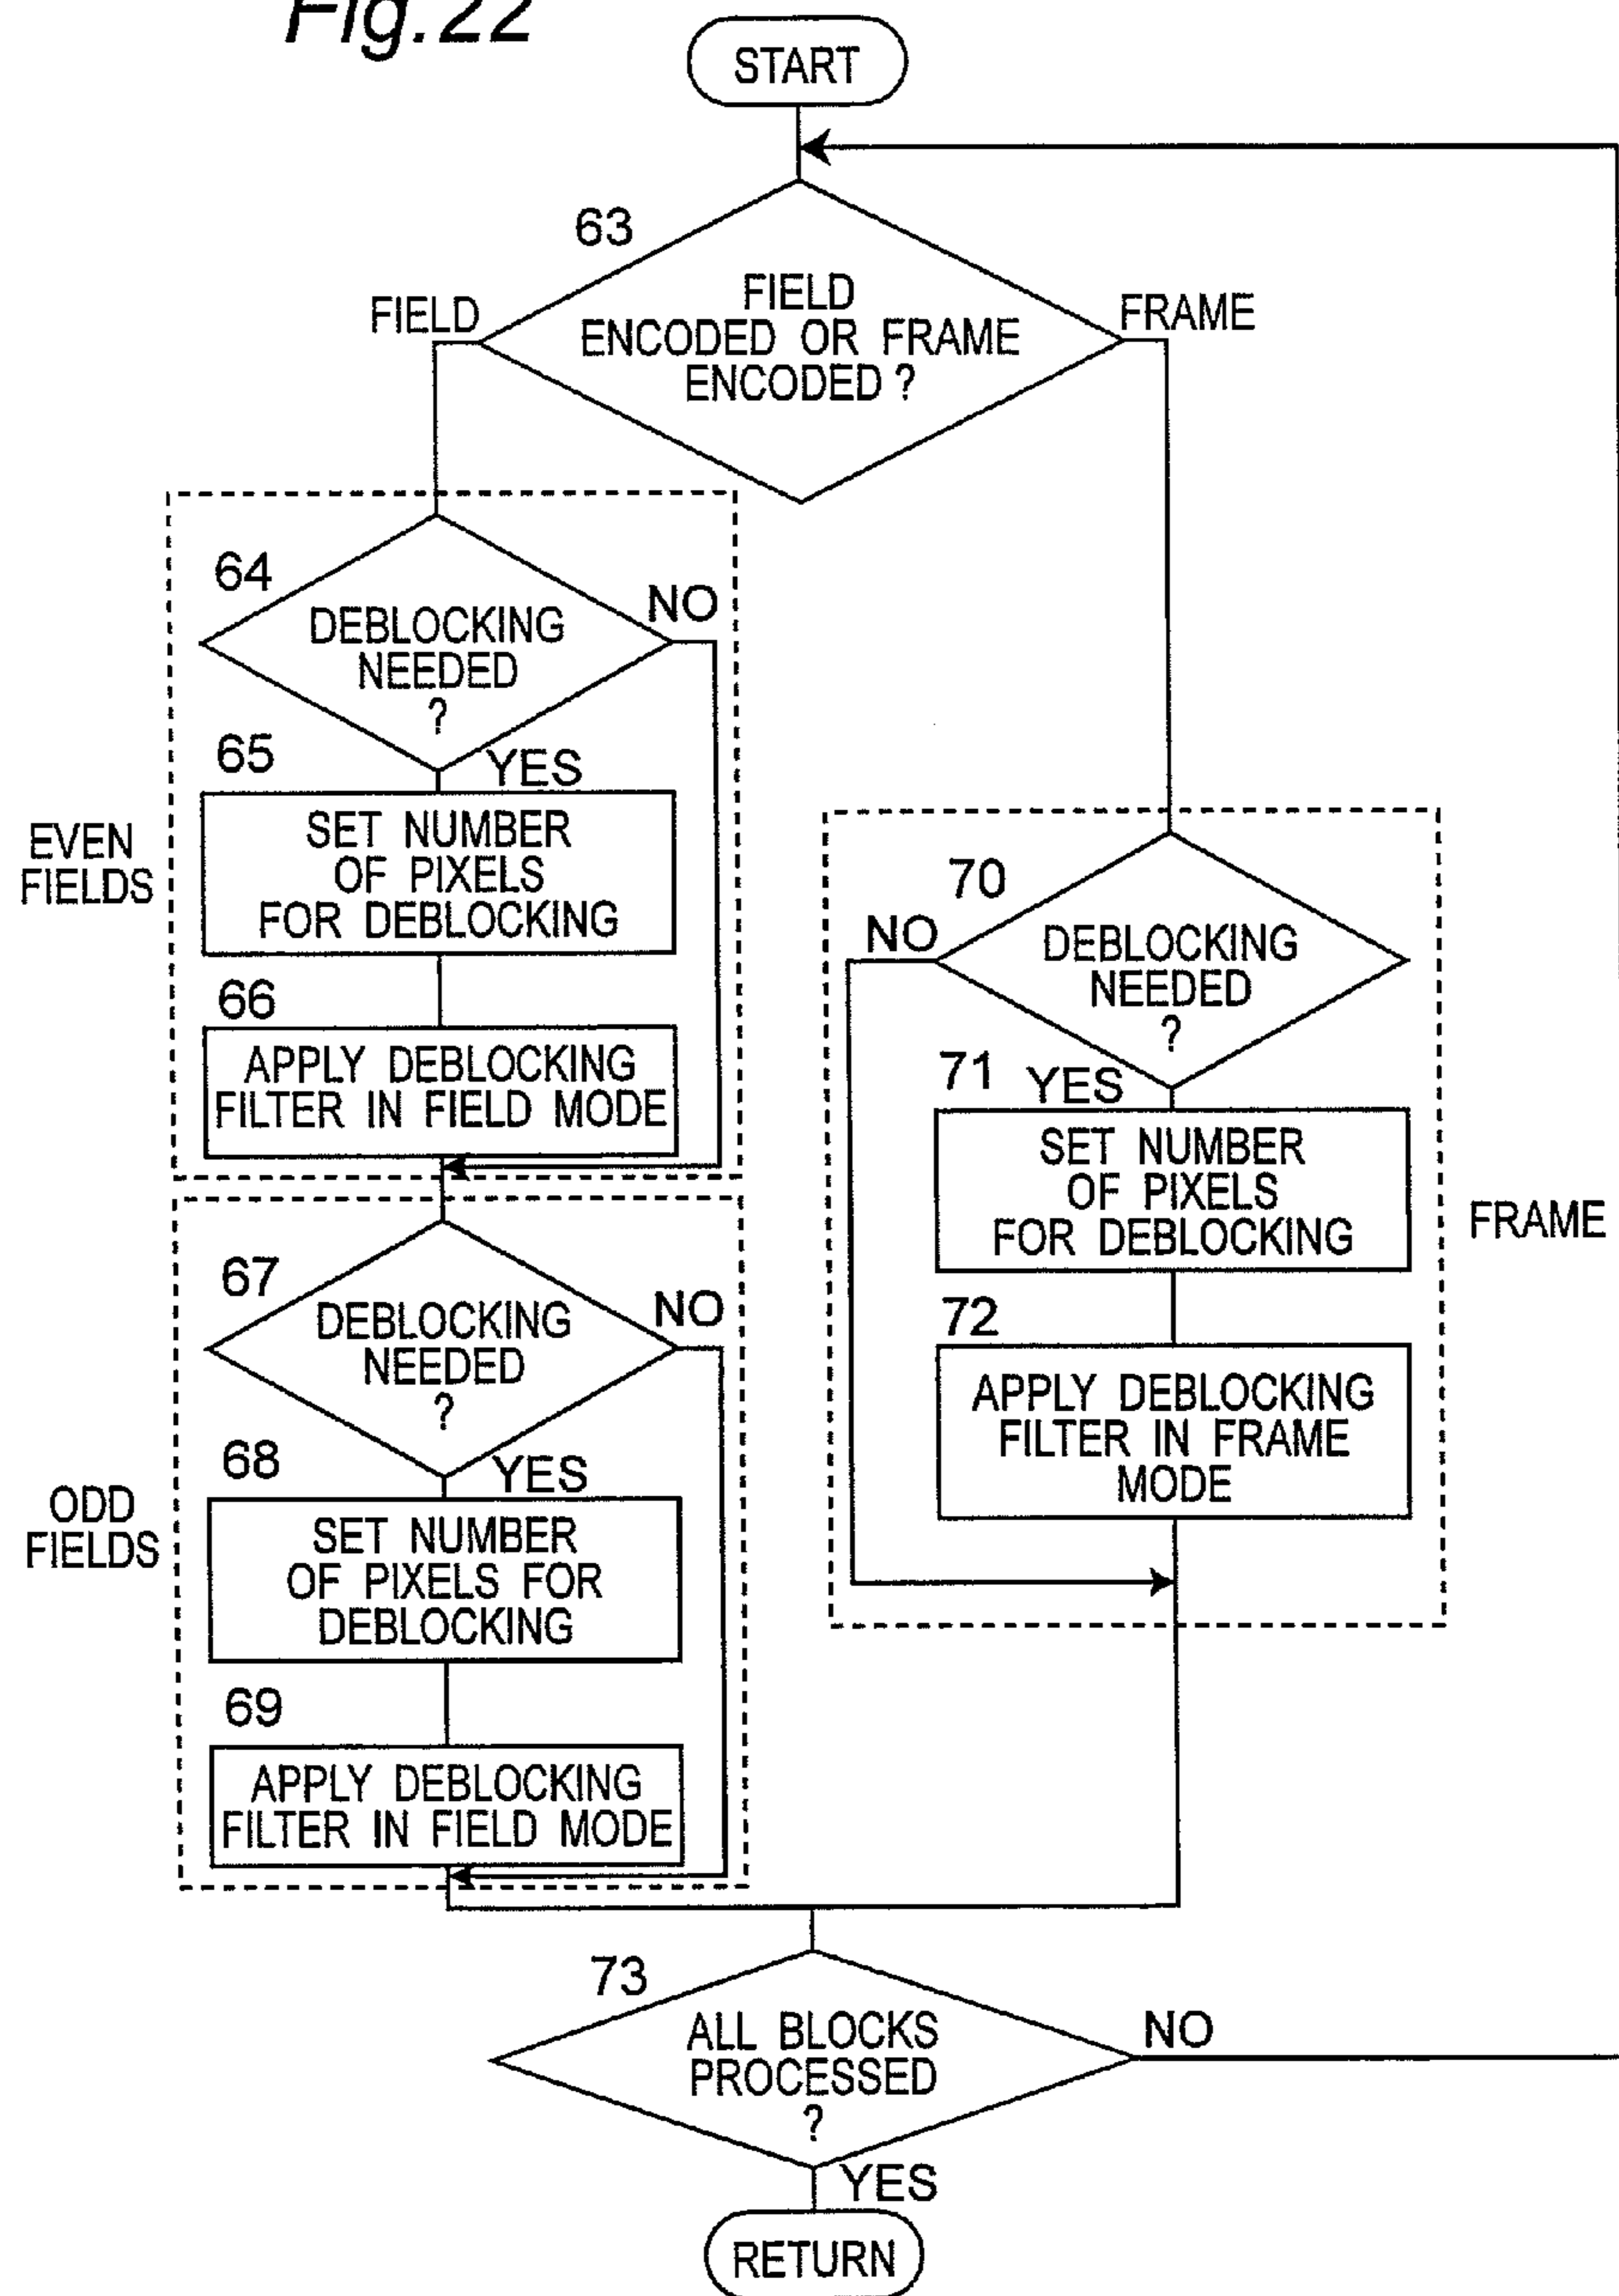 Fig.22
START
63
FIELD
ENCODED OR FRAME
ENCODED ?
FIELD
FRAME
64
DEBLOCKING
NEEDED
?
NO
YES
65
SET NUMBER
OF PIXELS
FOR DEBLOCKING
EVEN
FIELDS
66
APPLY DEBLOCKING
FILTER IN FIELD MODE
67
DEBLOCKING
NEEDED
?
NO
YES
68
SET NUMBER
OF PIXELS FOR
DEBLOCKING
ODD
FIELDS
69
APPLY DEBLOCKING
FILTER IN FIELD MODE
70
DEBLOCKING
NEEDED
?
NO
YES
71
SET NUMBER
OF PIXELS
FOR DEBLOCKING
FRAME
72
APPLY DEBLOCKING
FILTER IN FRAME
MODE
73
ALL BLOCKS
PROCESSED
?
NO
YES
RETURN